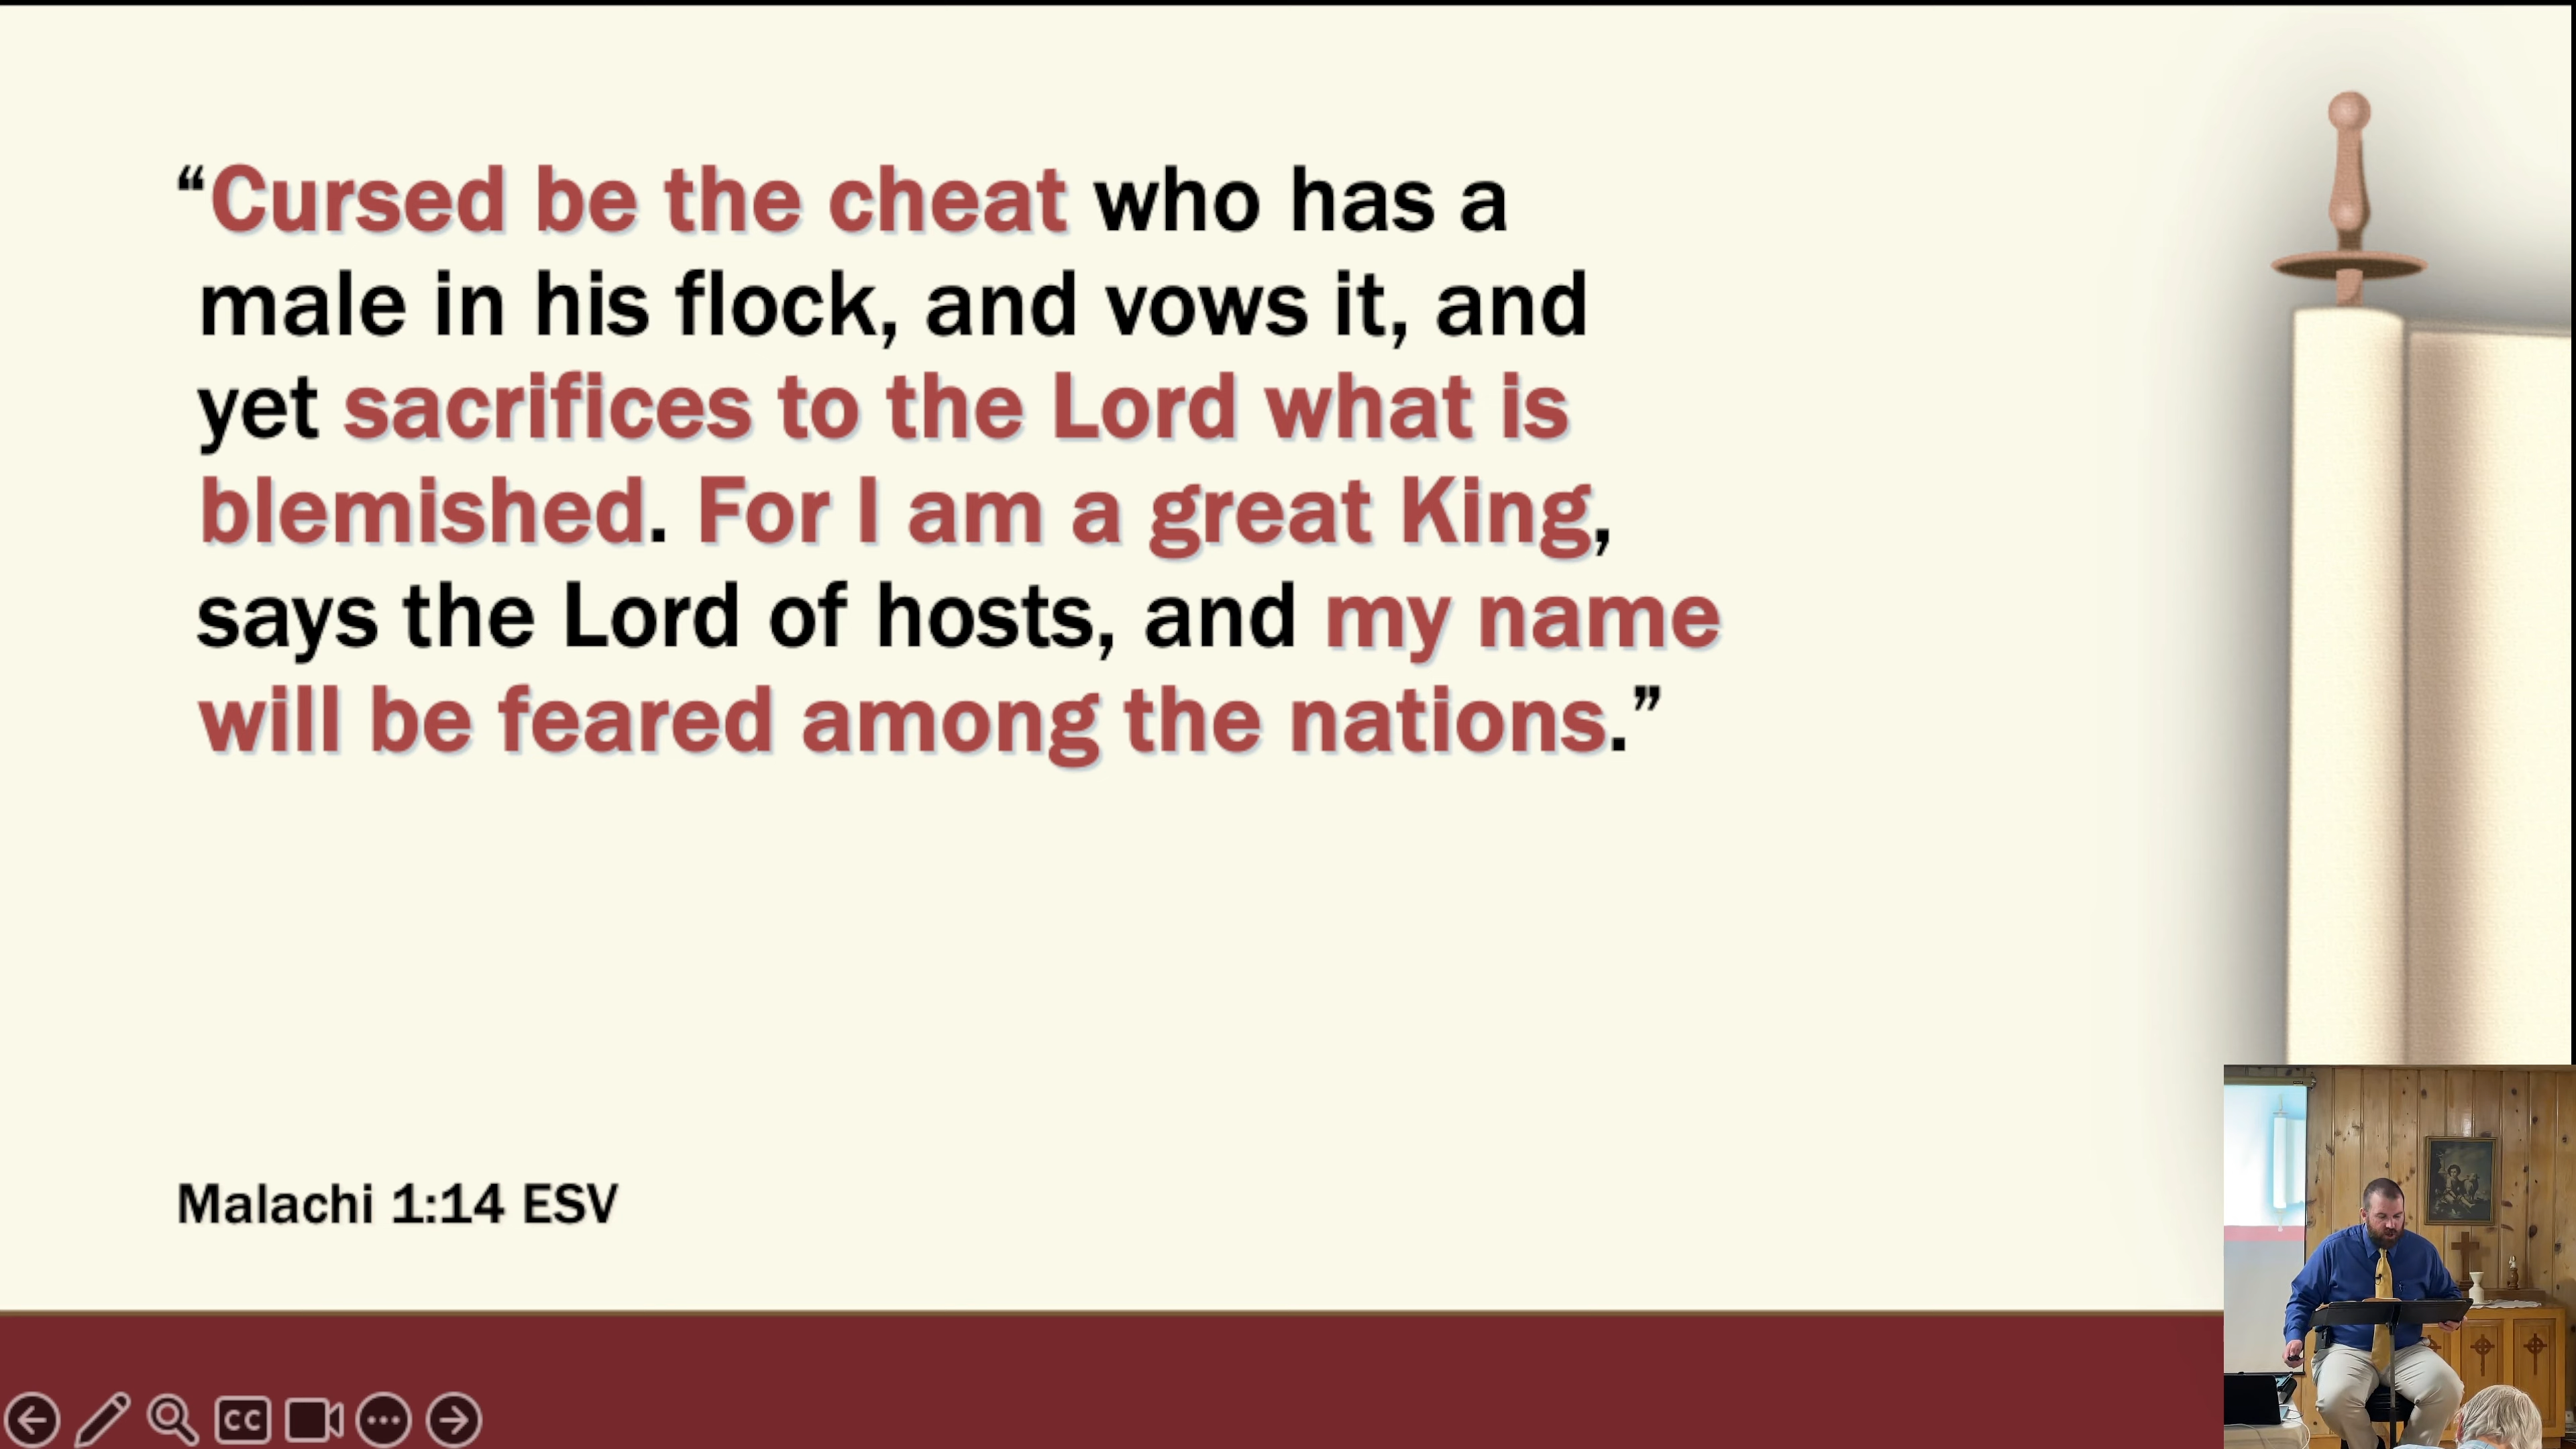 “Cursed be the cheat who has a
male in his flock, and vows it, and
yet sacrifices to the Lord what is
blemished. For I am a great King,
says the Lord of hosts, and my name
will be feared among the nations.”
Malachi 1:14 ESV
CC